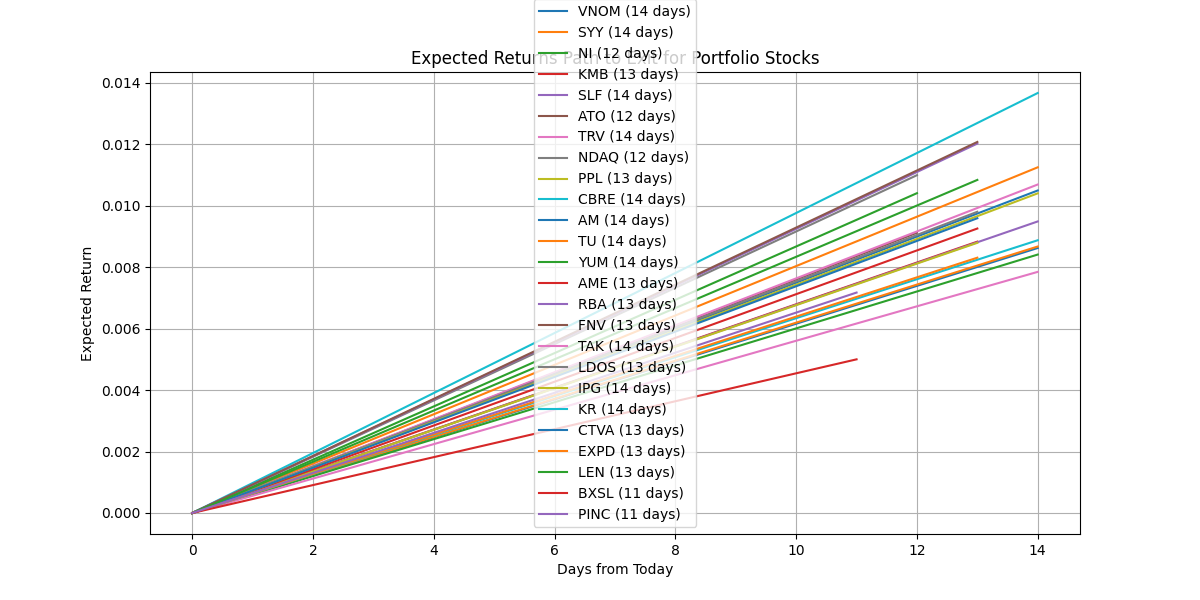 Expected Returns Path to Exit for Portfolio Stocks
VNOM (14 days)
SYY (14 days)
NI (12 days)
KMB (13 days)
SLF (14 days)
ATO (12 days)
TRV (14 days)
NDAQ (12 days)
PPL (13 days)
CBRE (14 days)
AM (14 days)
TU (14 days)
YUM (14 days)
AME (13 days)
RBA (13 days)
FNV (13 days)
TAK (14 days)
LDOS (13 days)
IPG (14 days)
KR (14 days)
CTVA (13 days)
EXPD (13 days)
LEN (13 days)
BXSL (11 days)
PINC (11 days)
Expected Return
0.014
0.012
0.010
0.008
0.006
0.004
0.002
0.000
0 2 4 6 8 10 12 14
Days from Today